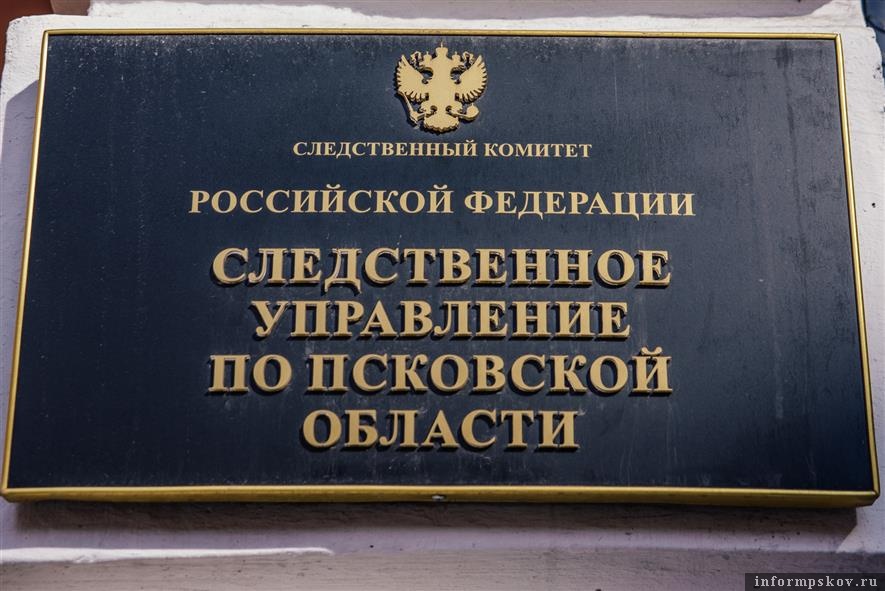 СЛЕДСТВЕННЫЙ КОМИТЕТ
РОССИЙСКОЙ ФЕДЕРАЦИИ
СЛЕДСТВЕННОЕ
УПРАВЛЕНИЕ
ПО ПСКОВСКОЙ
ОБЛАСТИ
informpskov.ru